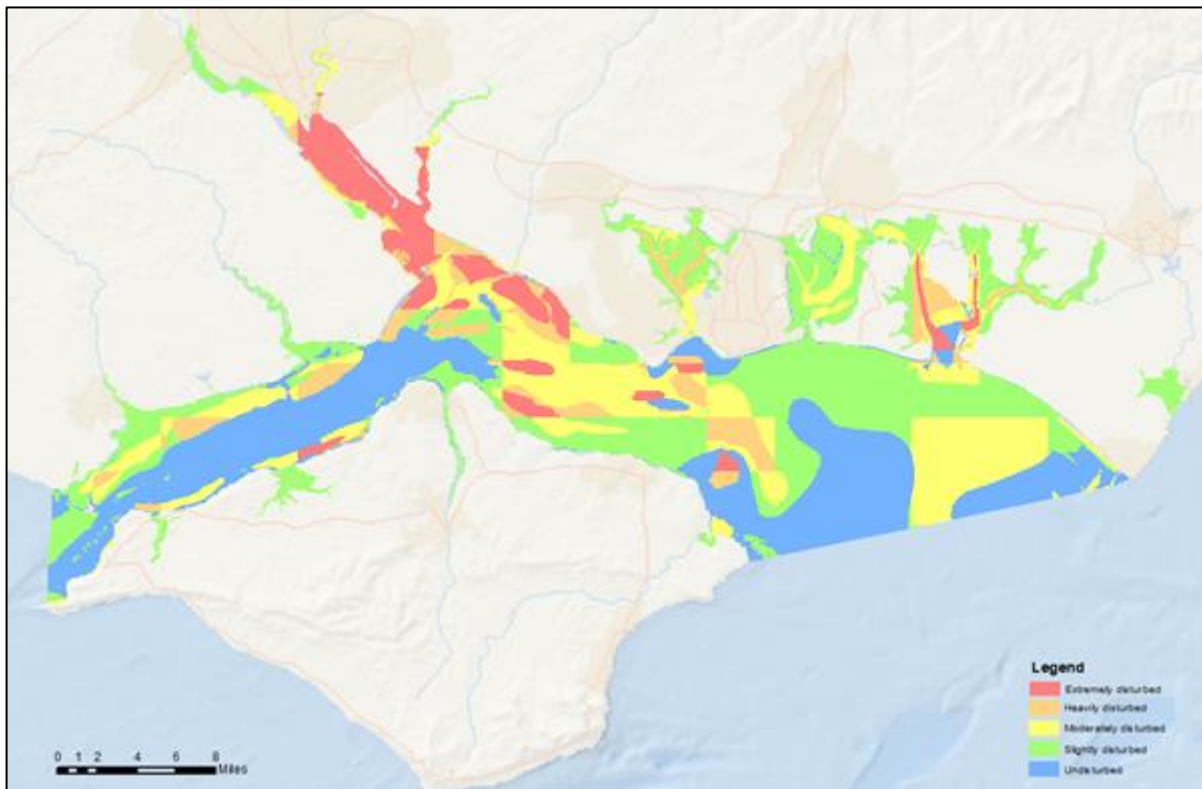 Legend
Extremely disturbed
Heavily disturbed
Moderately disturbed
Slightly disturbed
Undisturbed
0 1 2 4 6 8
Miles